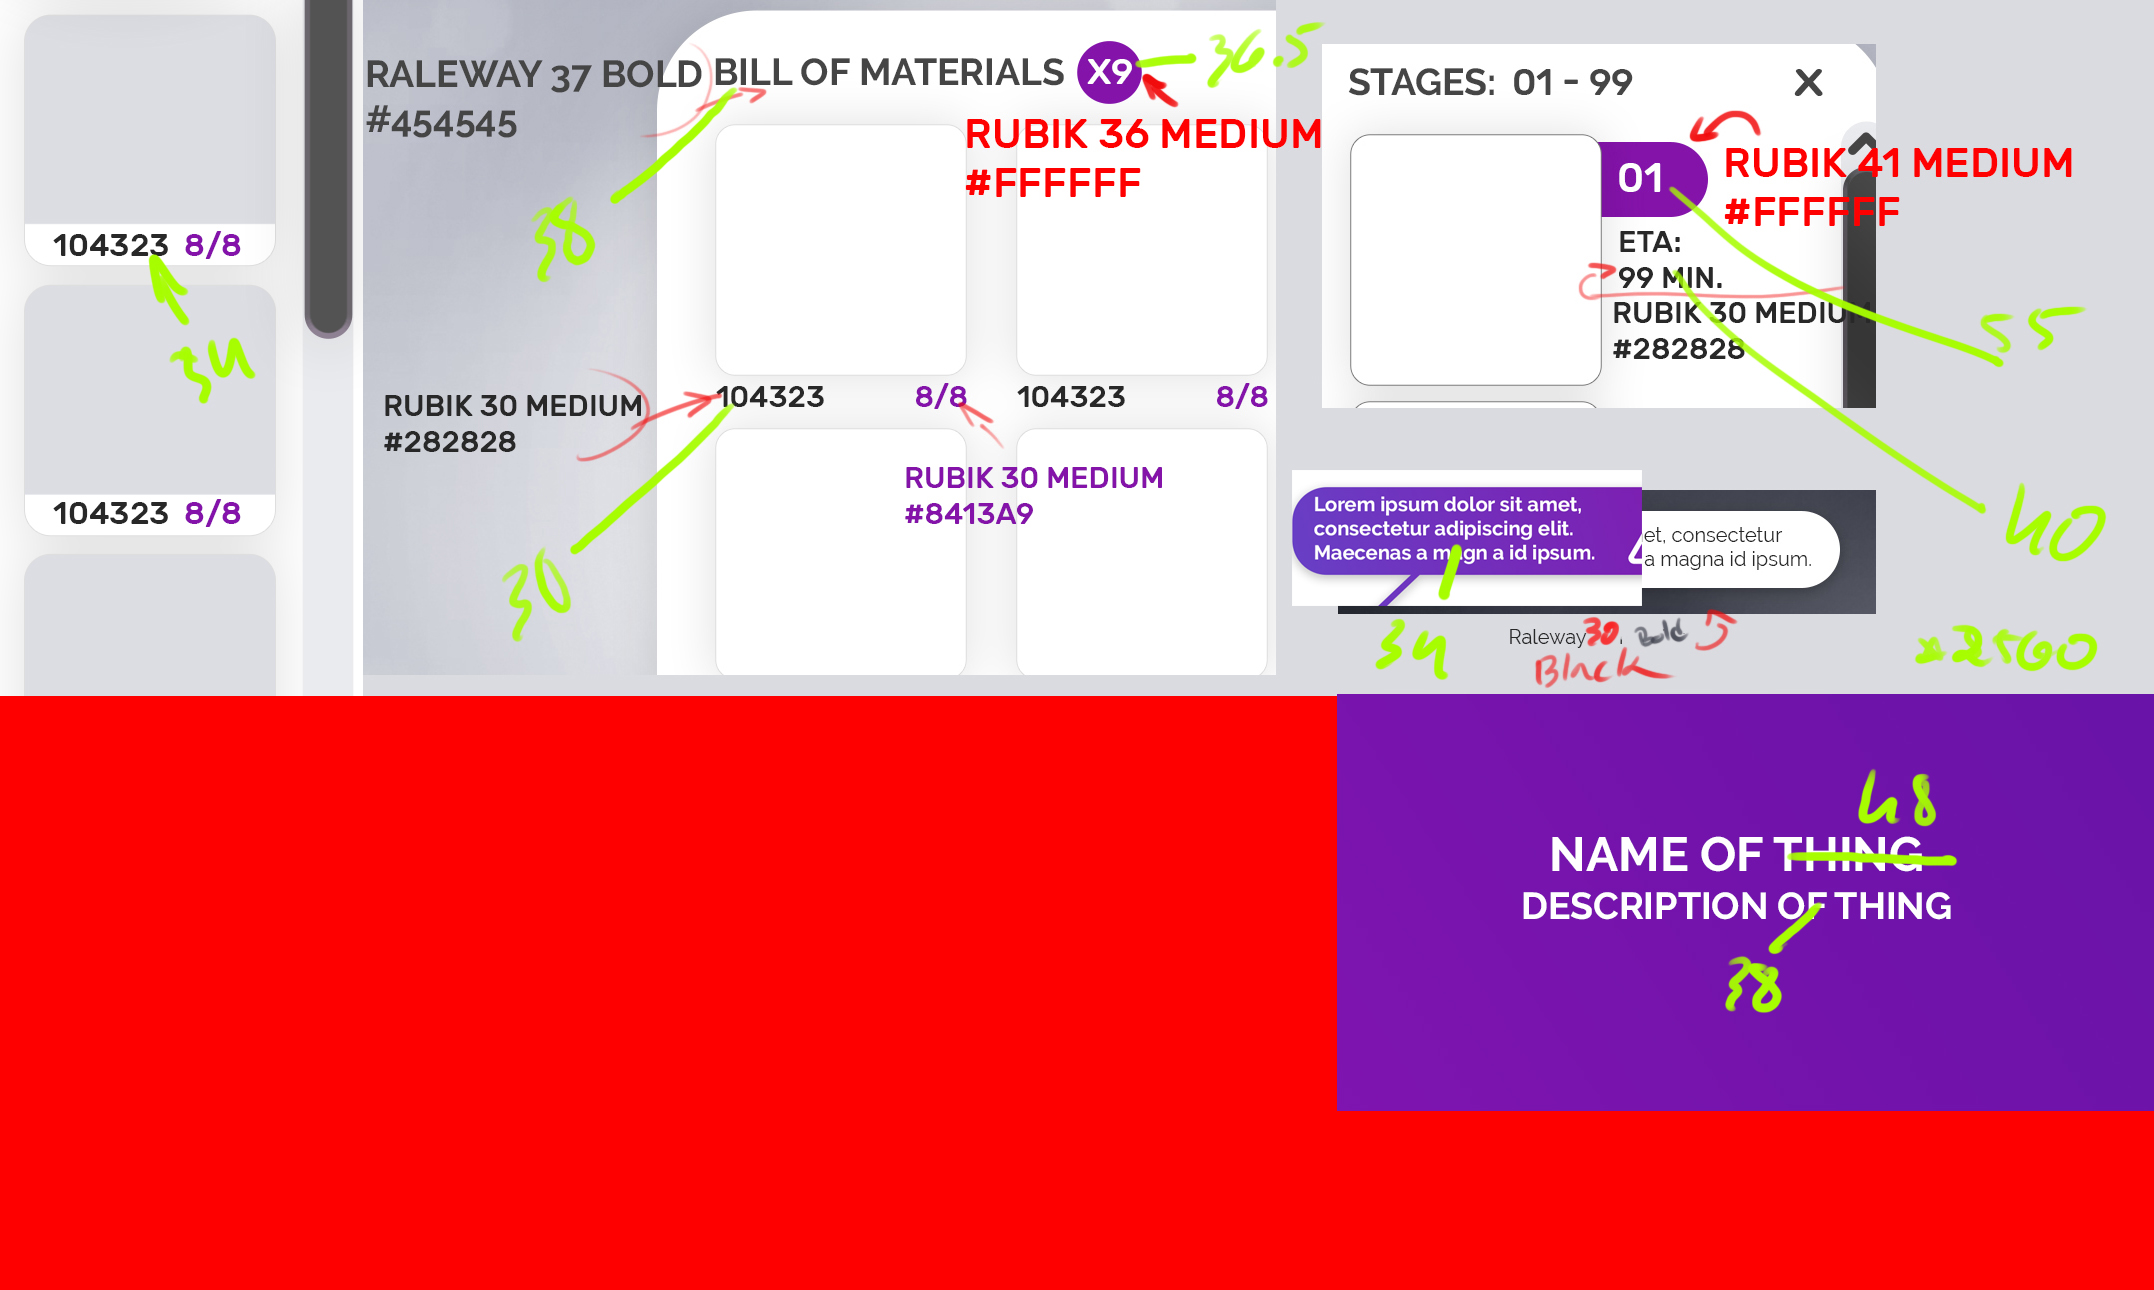 104323 8/8
34
104323 8/8
RALEWAY 37 BOLD
#454545
BILL OF MATERIALS X9
36.5
RUBIK 36 MEDIUM
#FFFFFF
38
104323 8/8
104323 8/8
RUBIK 30 MEDIUM
#282828
RUBIK 30 MEDIUM
#8413A9
30
STAGES: 01 - 99 X
01
RUBIK 41 MEDIUM
#FFFFFF
ETA:
99 MIN.
RUBIK 30 MEDIUM
#282828
55
40
Lorem ipsum dolor sit amet,
consectetur adipiscing elit.
Maecenas a magn a id ipsum.
et, consectetur
a magna id ipsum.
34
Raleway 30 Bold
Black
2560
48
NAME OF THING
DESCRIPTION OF THING
38